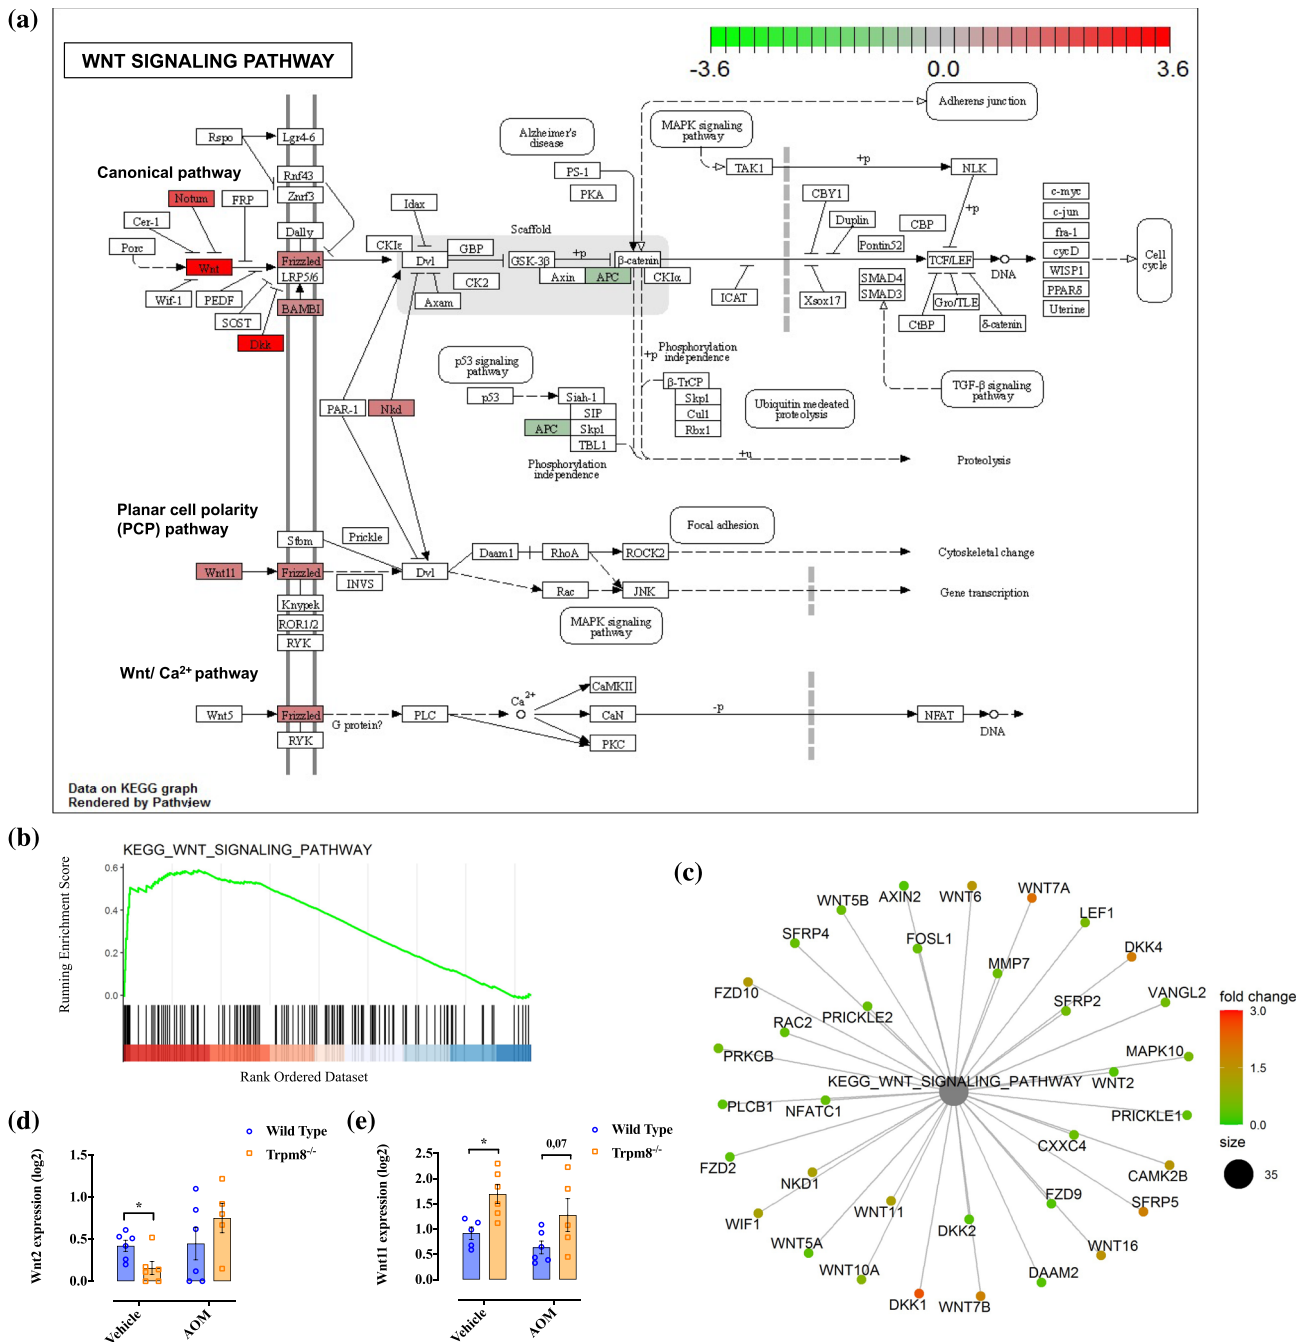 (a)
WNT SIGNALING PATHWAY
-3.6 0.0 3.6
Adherens junction
MAPK signaling
pathway
Alzheimer's
disease
Rspo
Lgr4-6
Canonical pathway
Rnf43
Znrf3
PS-1
PKA
TAK1
+p
NLK
Notum
FRP
Idax
CBY1
c-myc
Cer-1
Dally
Scaffold
Duplin
CBP
+p
c-jun
Porc
CKIε
GBP
+p
Pontin52
fra-1
Wnt
Frizzled
Dvl
GSK-3β
β-catenin
TCF/LEF
DNA
cycD
Cell
cycle
LRP5/6
CK2
Axin
APC
CKIα
SMAD4
WISP1
Wif-1
PEDF
BAMBI
Axam
ICAT
Xsox17
SMAD3
Gro/TLE
PPARδ
SOST
CtBP
δ-catenin
Uterine
Dkk
p53 signaling
pathway
+p
Phosphorylation
independence
TGF-β signaling
pathway
β-TrCP
PAR-1
Nkd
p53
Siah-1
Skp1
Ubiquitin medeated
proteolysis
SIP
Cul1
APC
Skp1
Rbx1
TBL1
+u
Proteolysis
Phosphorylation
independence
Planar cell polarity
(PCP) pathway
Focal adhesion
Stbm
Prickle
Daam1
RhoA
ROCK2
Cytoskeletal change
Wnt11
Frizzled
INVS
Dvl
Rac
JNK
Gene transcription
Knypek
ROR1/2
RYK
MAPK signaling
pathway
Wnt/ Ca²⁺ pathway
CaMKII
Ca²⁺
Wnt5
Frizzled
G protein?
PLC
CaN
-p
NFAT
DNA
RYK
PKC
Data on KEGG graph
Rendered by Pathview
(b)
KEGG_WNT_SIGNALING_PATHWAY
Running Enrichment Score
0.6
0.4
0.2
0.0
Rank Ordered Dataset
(c)
AXIN2
WNT6
WNT7A
WNT5B
LEF1
SFRP4
FOSL1
DKK4
MMP7
FZD10
VANGL2
SFRP2
PRICKLE2
RAC2
PRKCB
MAPK10
KEGG_WNT_SIGNALING_PATHWAY
WNT2
PLCB1
NFATC1
PRICKLE1
CXXC4
FZD2
CAMK2B
NKD1
FZD9
SFRP5
WIF1
WNT11
DKK2
WNT5A
WNT16
WNT10A
DAAM2
DKK1
WNT7B
fold change
3.0
1.5
0.0
size
35
(d)
Wild Type
Trpm8⁻/⁻
Wnt2 expression (log2)
1.5
1.0
0.5
0.0
*
Vehicle
AOM
(e)
Wild Type
Trpm8⁻/⁻
Wnt11 expression (log2)
2.5
2.0
1.5
1.0
0.5
0.0
*
0,07
Vehicle
AOM